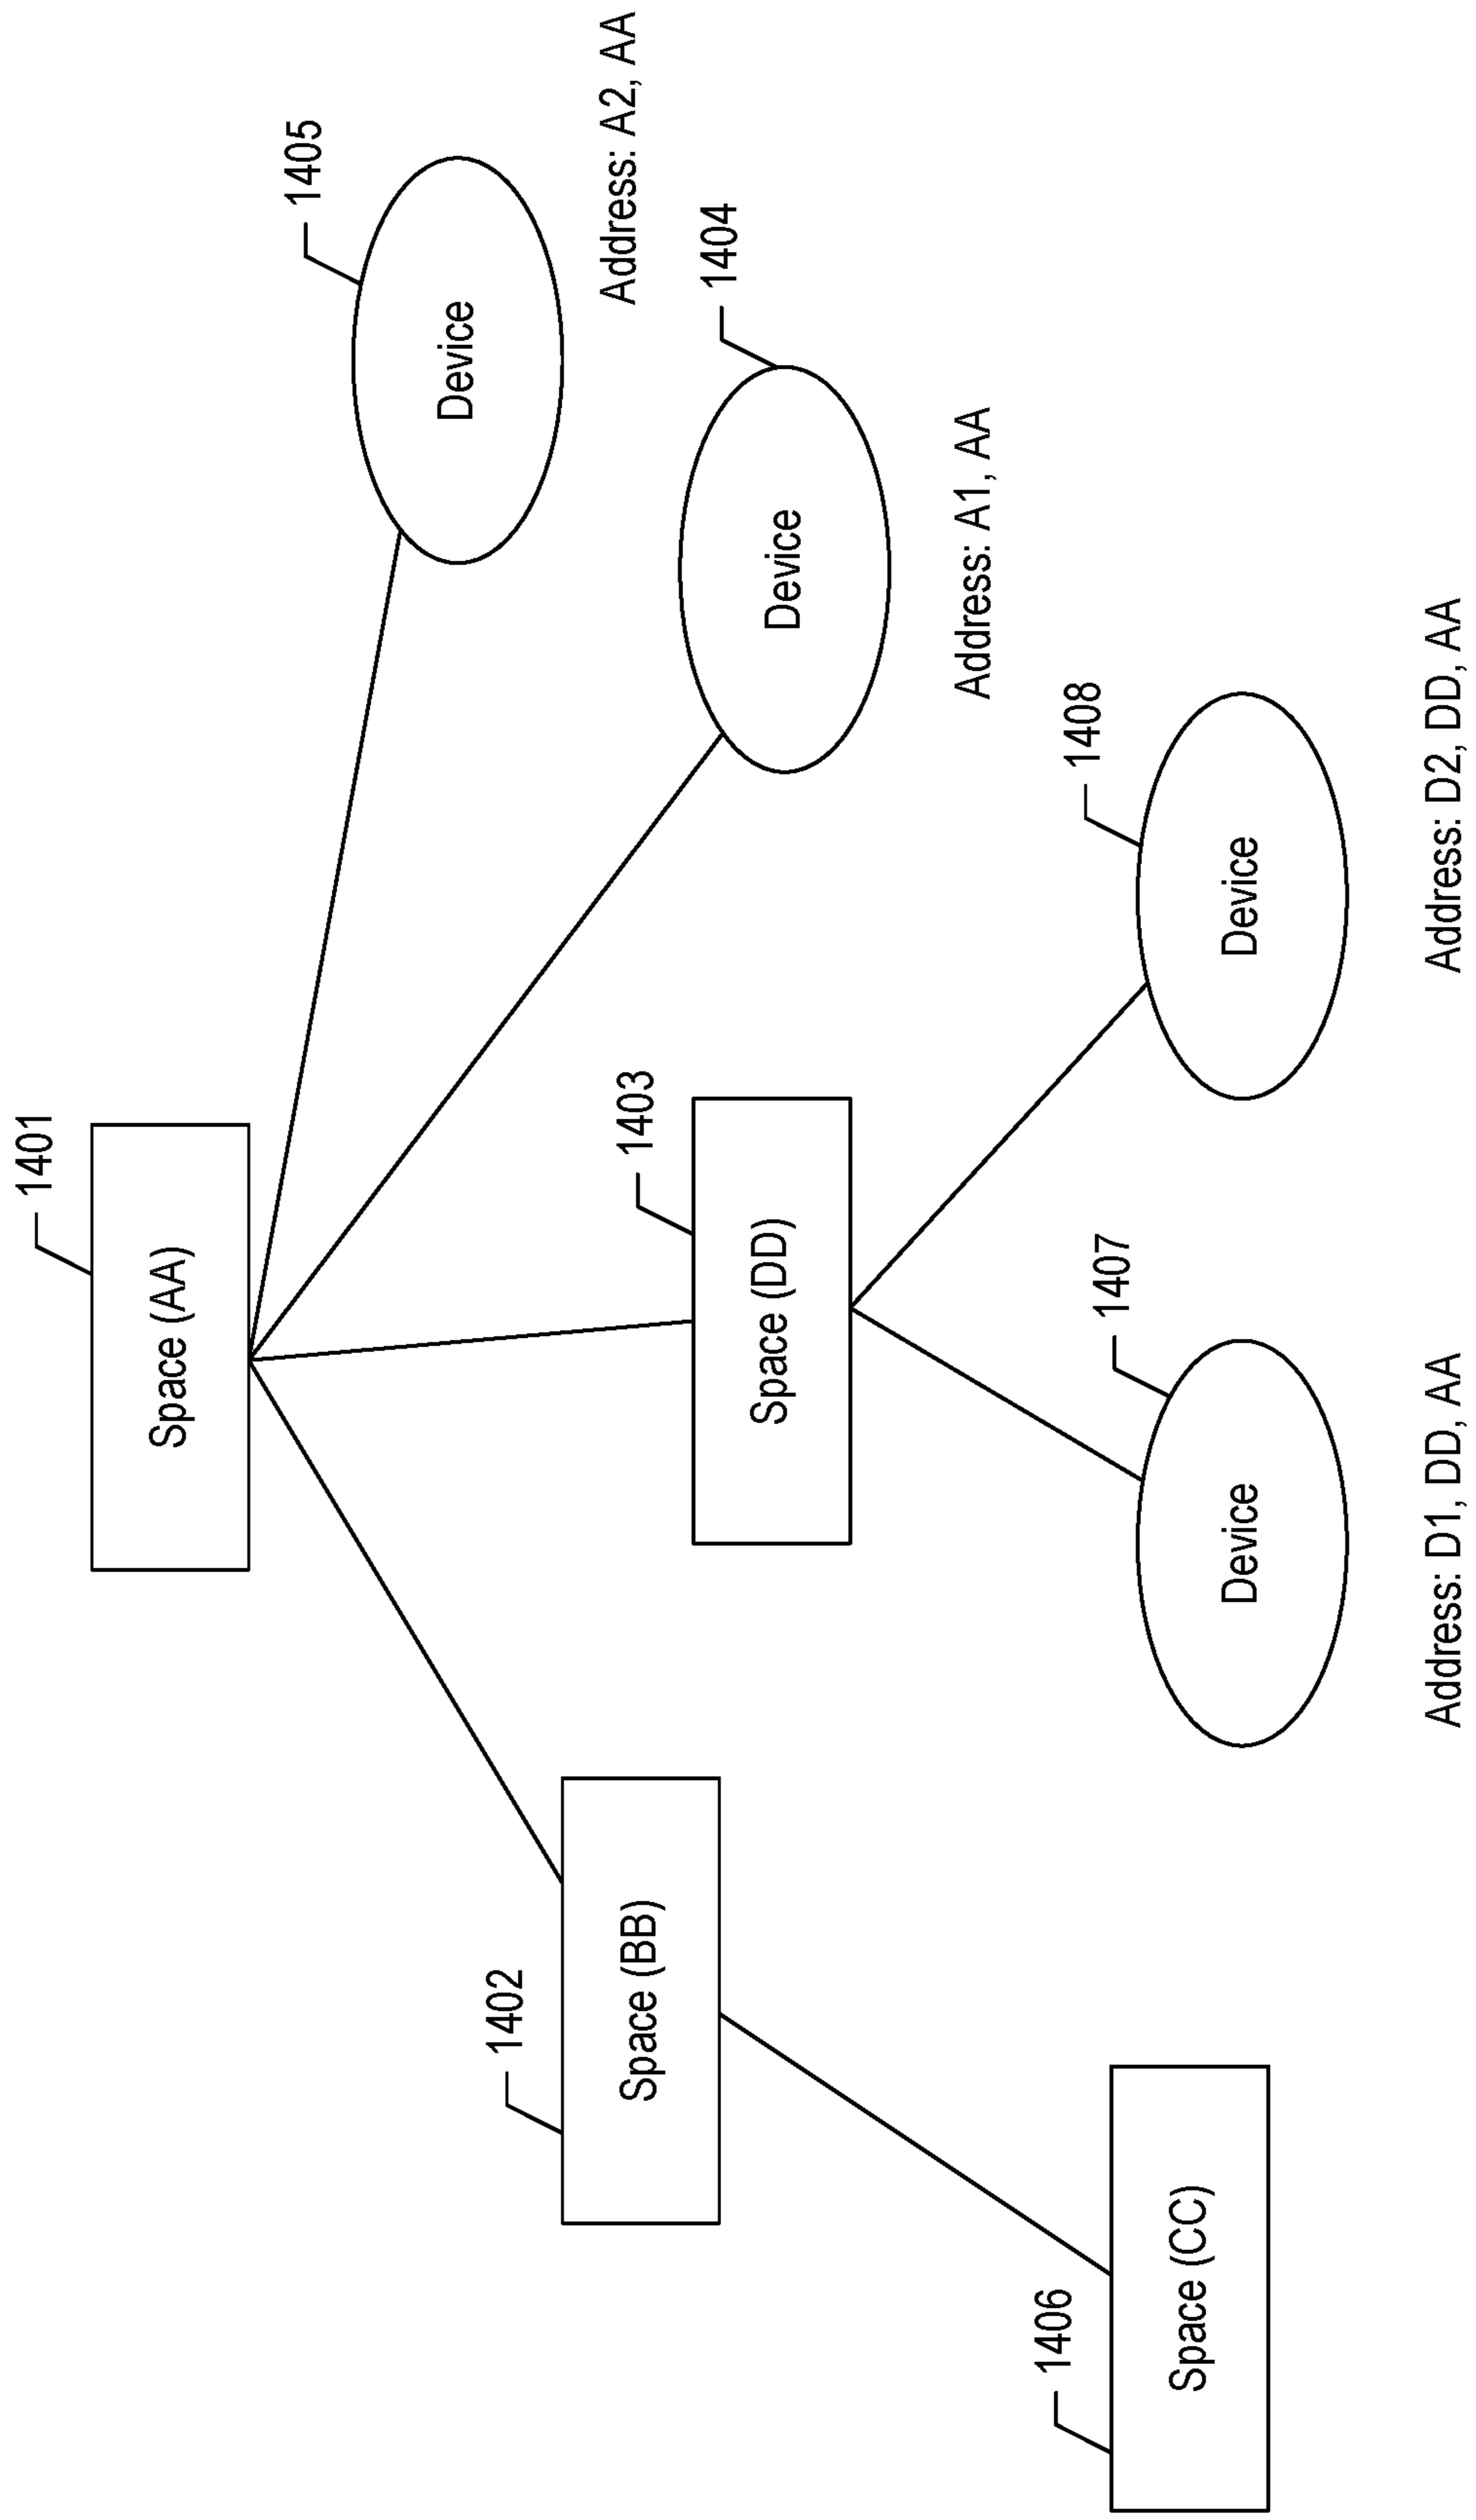 1401
Space (AA)
1405
Device
Address: A2, AA
1402
Space (BB)
1403
Space (DD)
1404
Device
Address: A1, AA
1406
Space (CC)
1407
Device
Address: D1, DD, AA
1408
Device
Address: D2, DD, AA